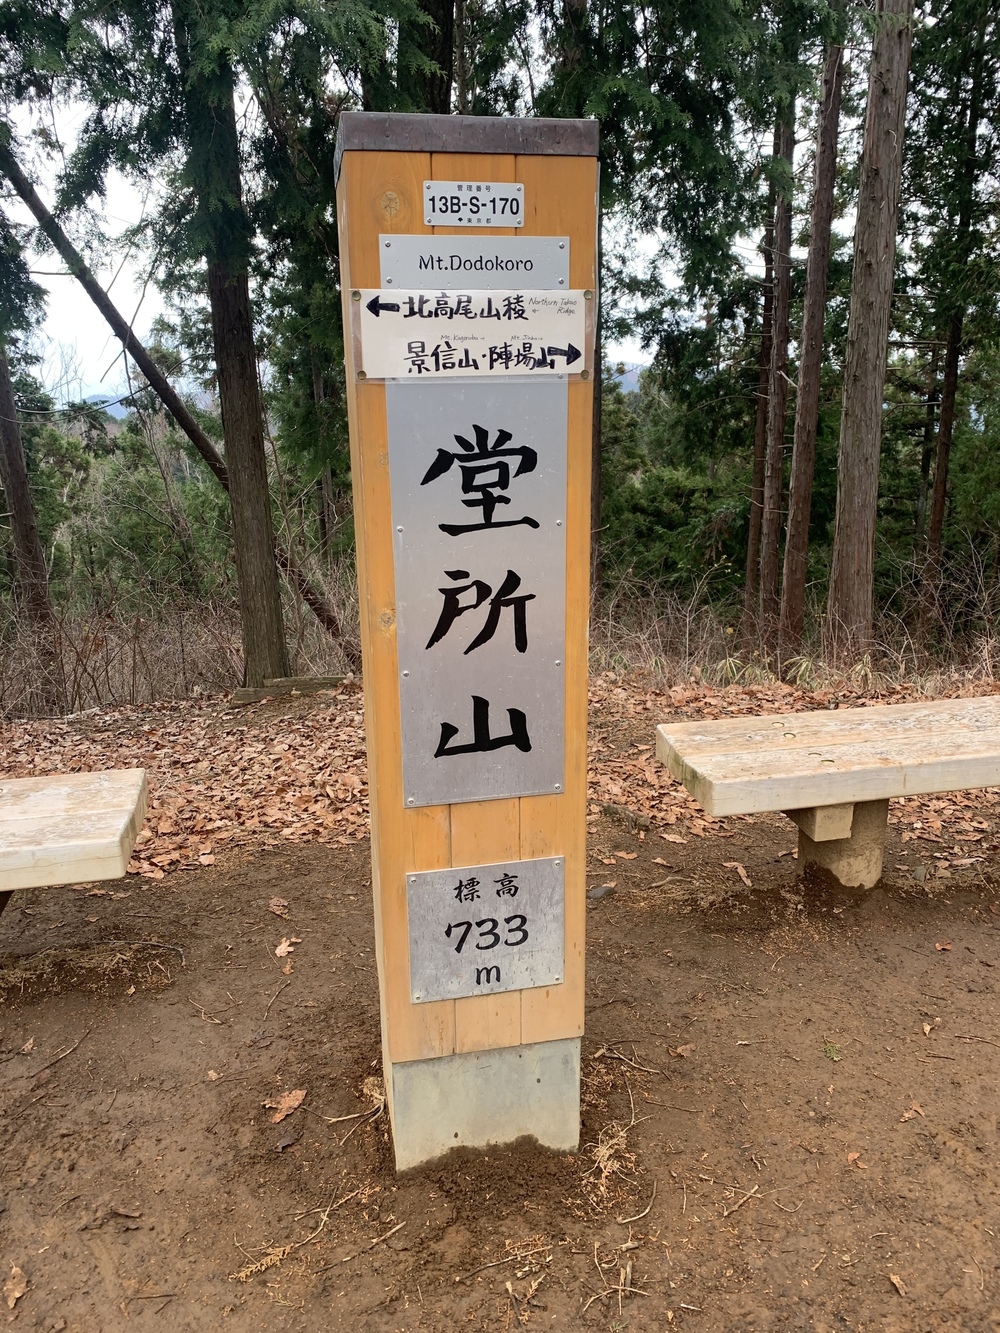 管理番号
13B-S-170
東京都
Mt.Dodokoro
←北高尾山稜 Northern Takao Ridge
Mt. Kagenobu→ Mt. Jinba→
景信山・陣場山→
堂
所
山
標高
733
m